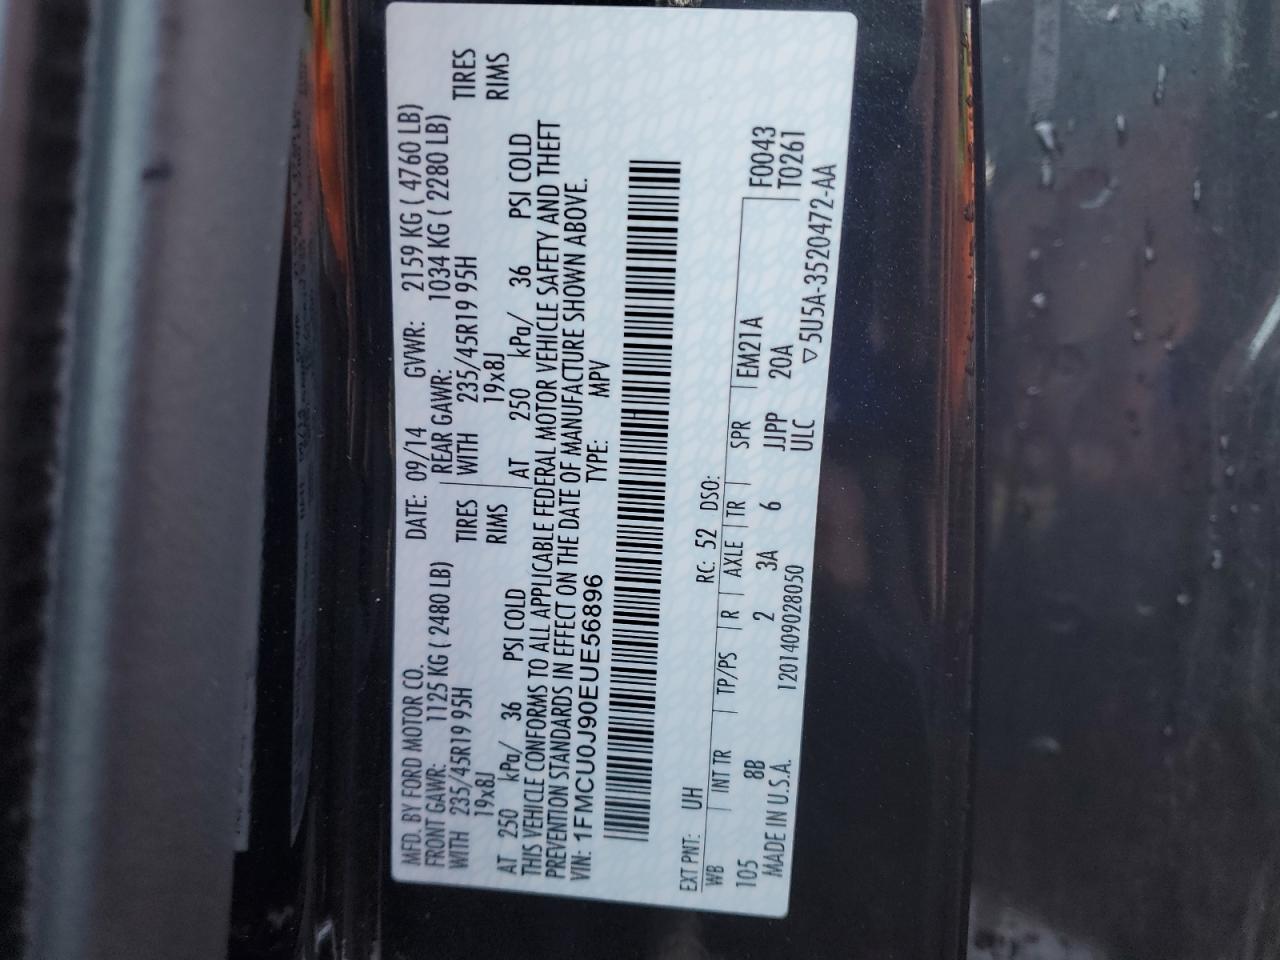 MFD. BY FORD MOTOR CO. DATE: 09/14 GVWR: 2159 KG ( 4760 LB)
FRONT GAWR: 1125 KG ( 2480 LB) REAR GAWR: 1034 KG ( 2280 LB)
WITH 235/45R19 95H TIRES WITH 235/45R19 95H TIRES
19x8J RIMS 19x8J RIMS
AT 250 kPa/ 36 PSI COLD AT 250 kPa/ 36 PSI COLD
THIS VEHICLE CONFORMS TO ALL APPLICABLE FEDERAL MOTOR VEHICLE SAFETY AND THEFT
PREVENTION STANDARDS IN EFFECT ON THE DATE OF MANUFACTURE SHOWN ABOVE.
VIN: 1FMCU0J90EUE56896 TYPE: MPV
EXT PNT: UH RC: 52 DSO:
WB INT TR TP/PS R AXLE TR SPR EM21A F0043
105 8B 2 3A 6 JJPP 20A T0261
MADE IN U.S.A. 1201409028050 ULC ▽5U5A-3520472-AA